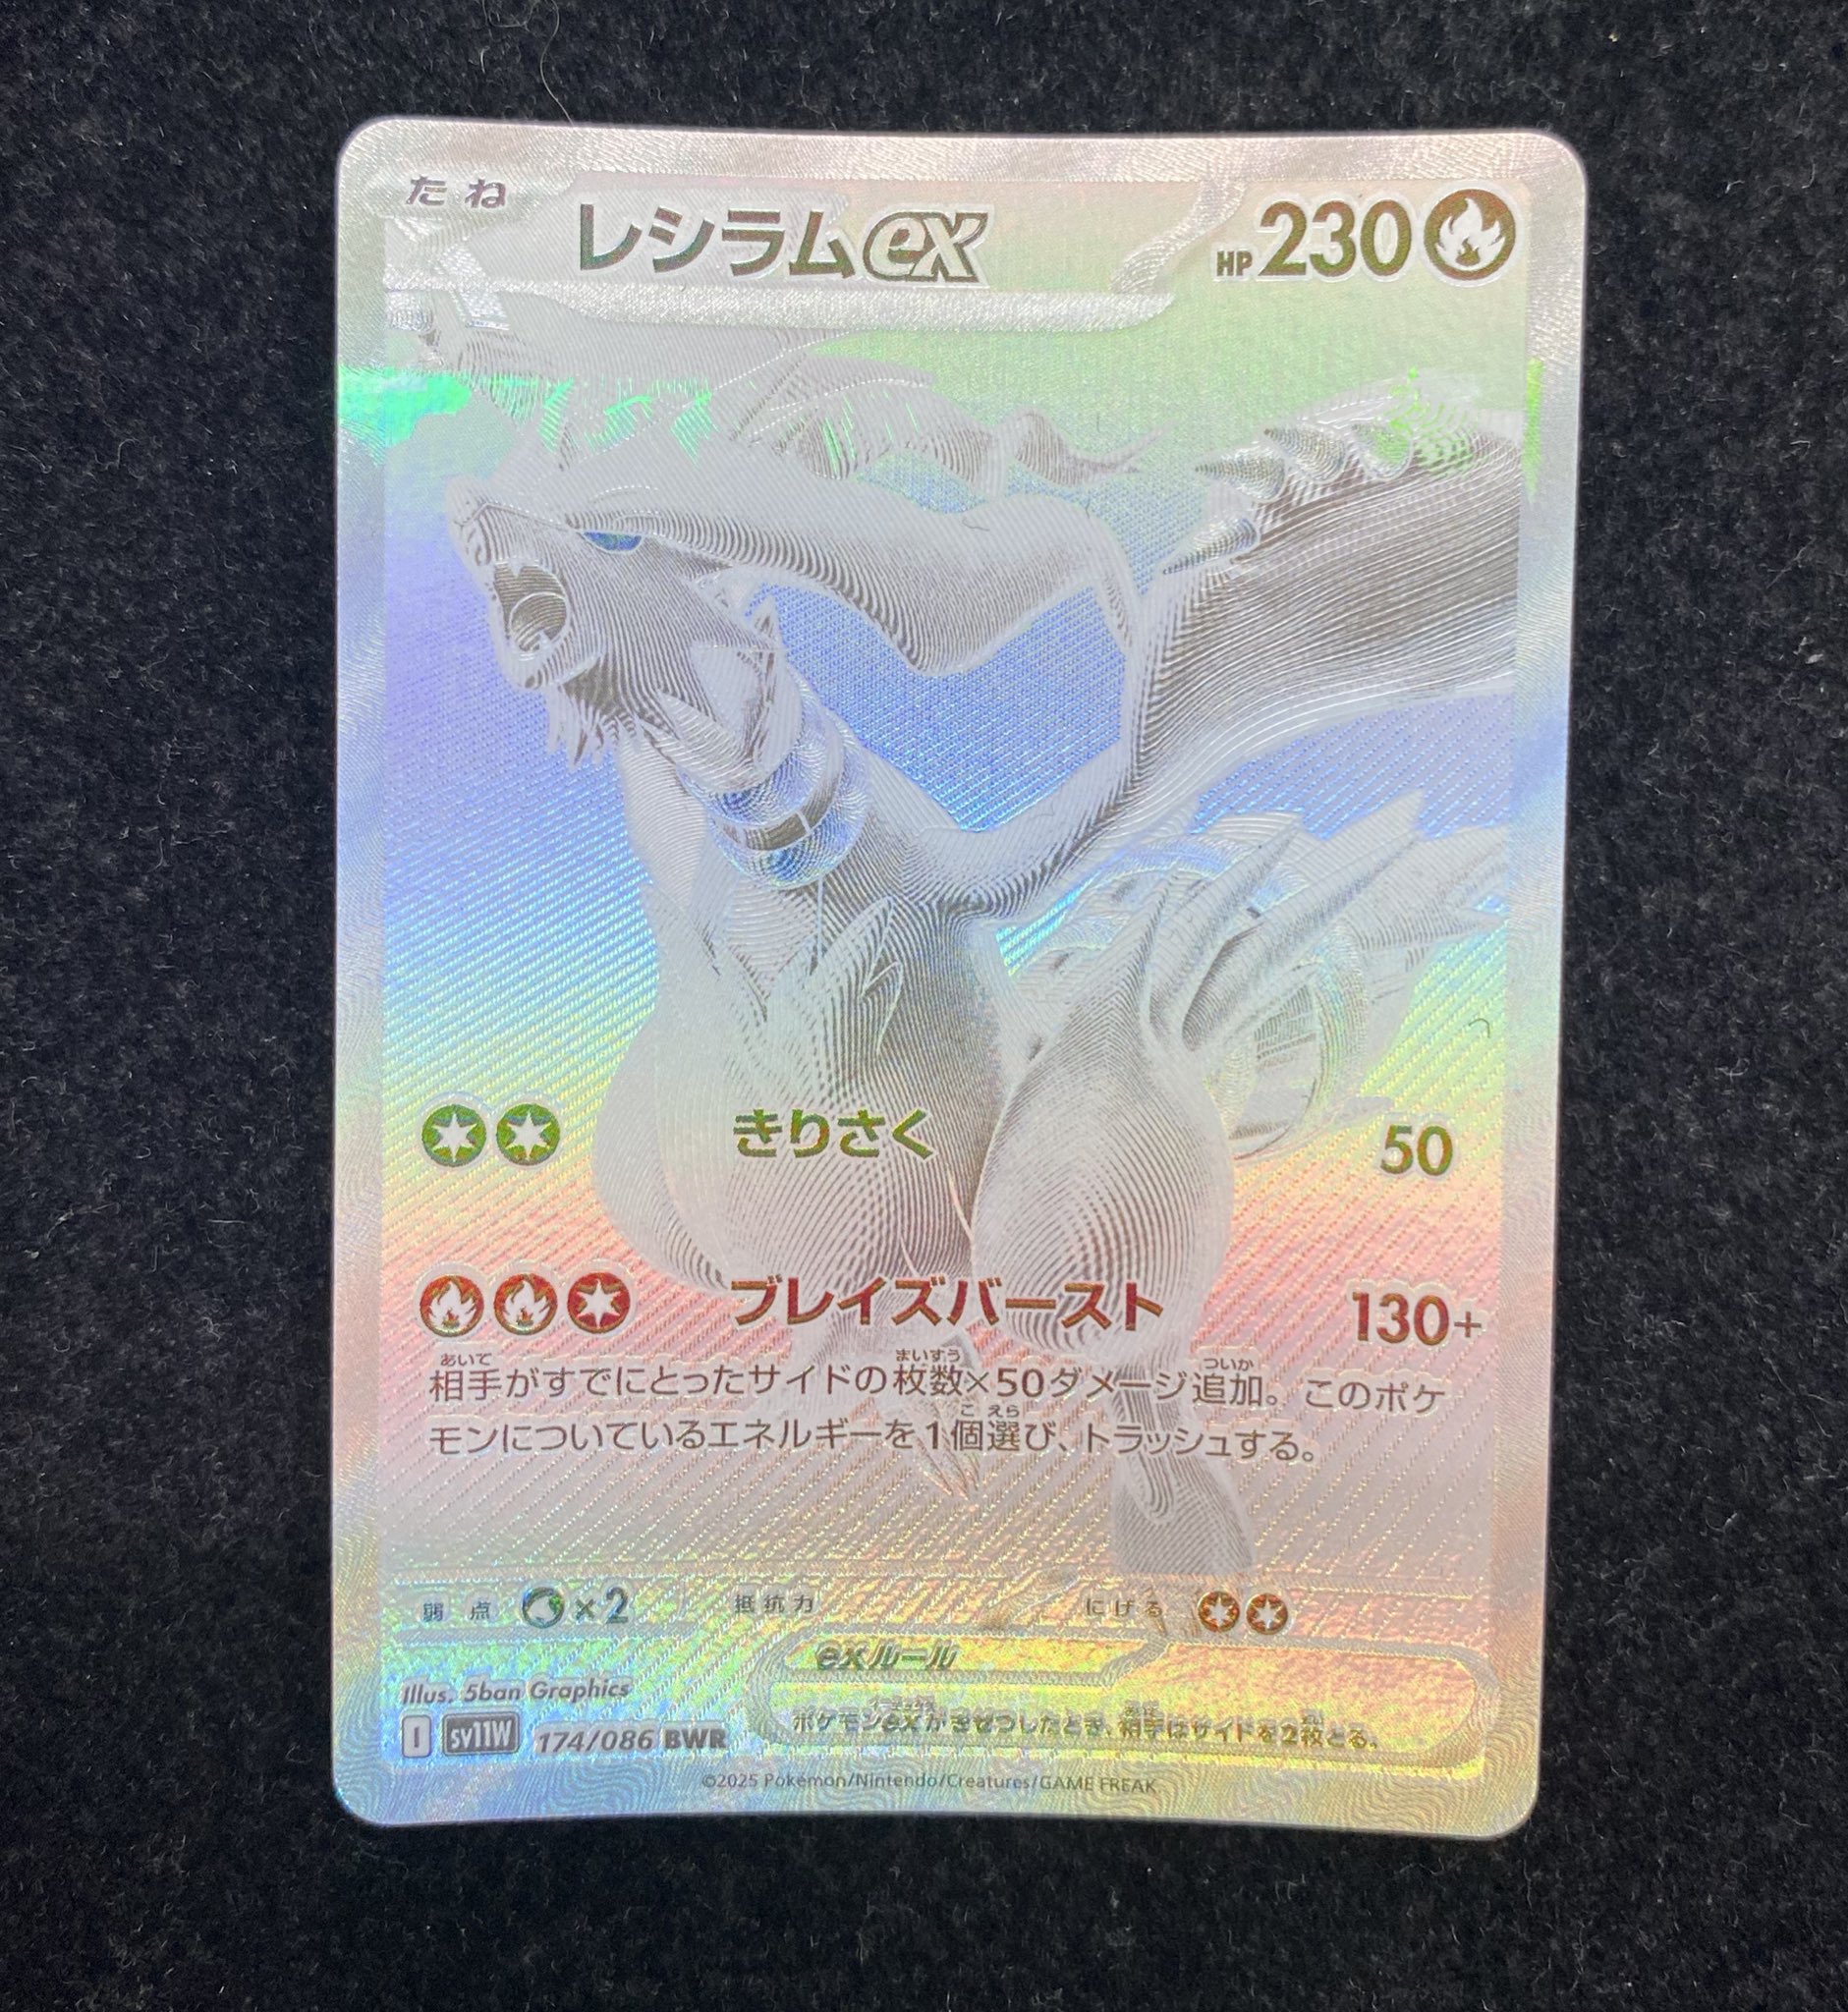 たね
レシラムex
HP 230
きりさく 50
ブレイズバースト 130+
相手がすでにとったサイドの枚数×50ダメージ追加。このポケ
モンについているエネルギーを1個選び、トラッシュする。
弱点 ×2 抵抗力 にげる
exルール
ポケモンexがきぜつしたとき、相手はサイドを2枚とる。
Illus. 5ban Graphics
I sv11W 174/086 BWR
©2025 Pokémon/Nintendo/Creatures/GAME FREAK